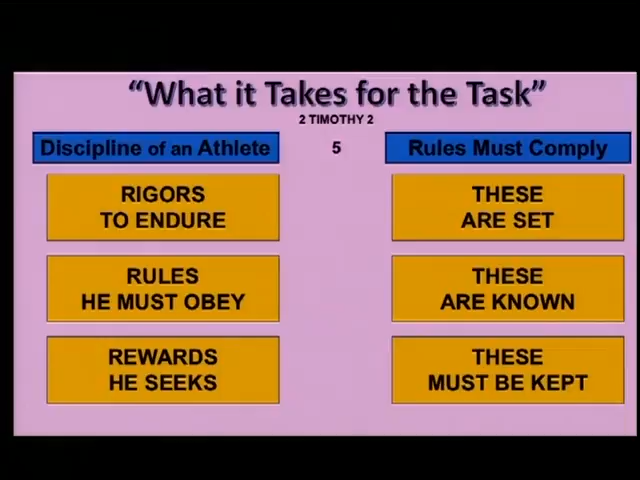 “What it Takes for the Task”
2 TIMOTHY 2
Discipline of an Athlete
5
Rules Must Comply
RIGORS
TO ENDURE
THESE
ARE SET
RULES
HE MUST OBEY
THESE
ARE KNOWN
REWARDS
HE SEEKS
THESE
MUST BE KEPT